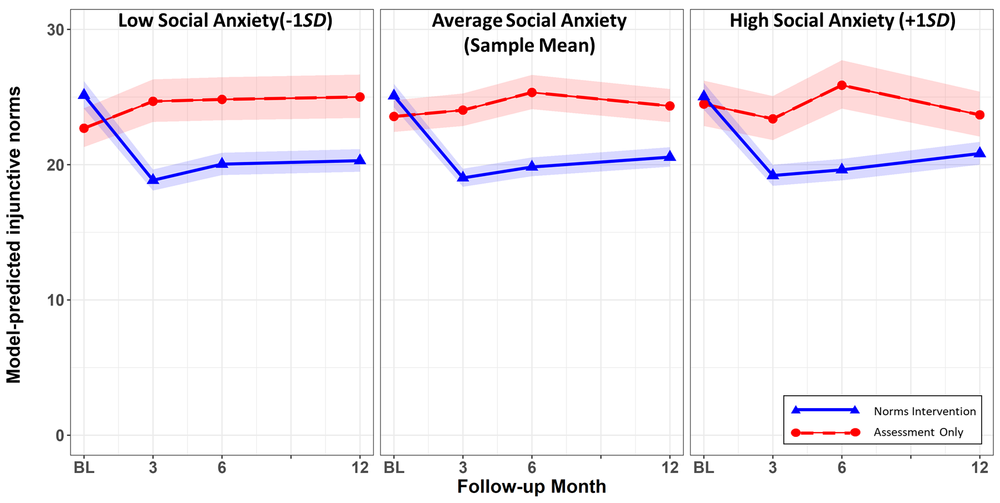 Low Social Anxiety(-1SD)
Average Social Anxiety
(Sample Mean)
High Social Anxiety (+1SD)
Model-predicted injunctive norms
30
20
10
0
BL 3 6 12
BL 3 6 12
BL 3 6 12
Follow-up Month
Norms Intervention
Assessment Only